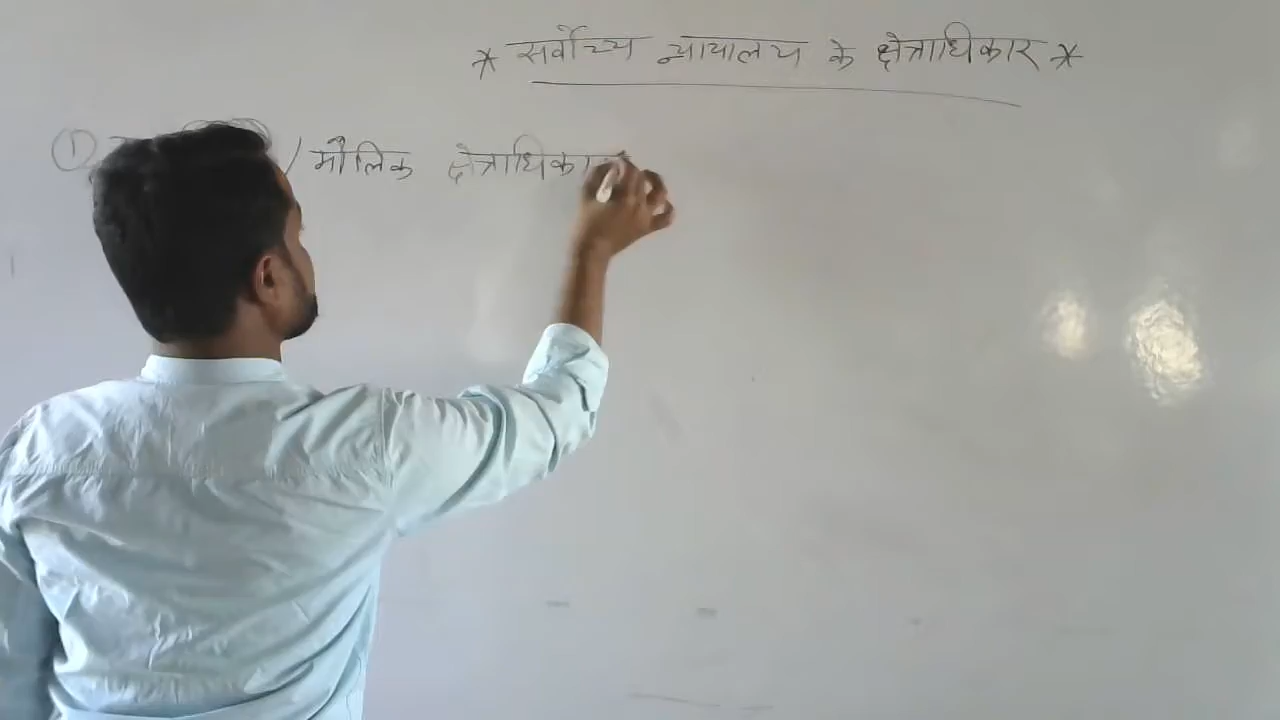 * सर्वोच्च न्यायालय के क्षेत्राधिकार *
① / मौलिक क्षेत्राधिकार